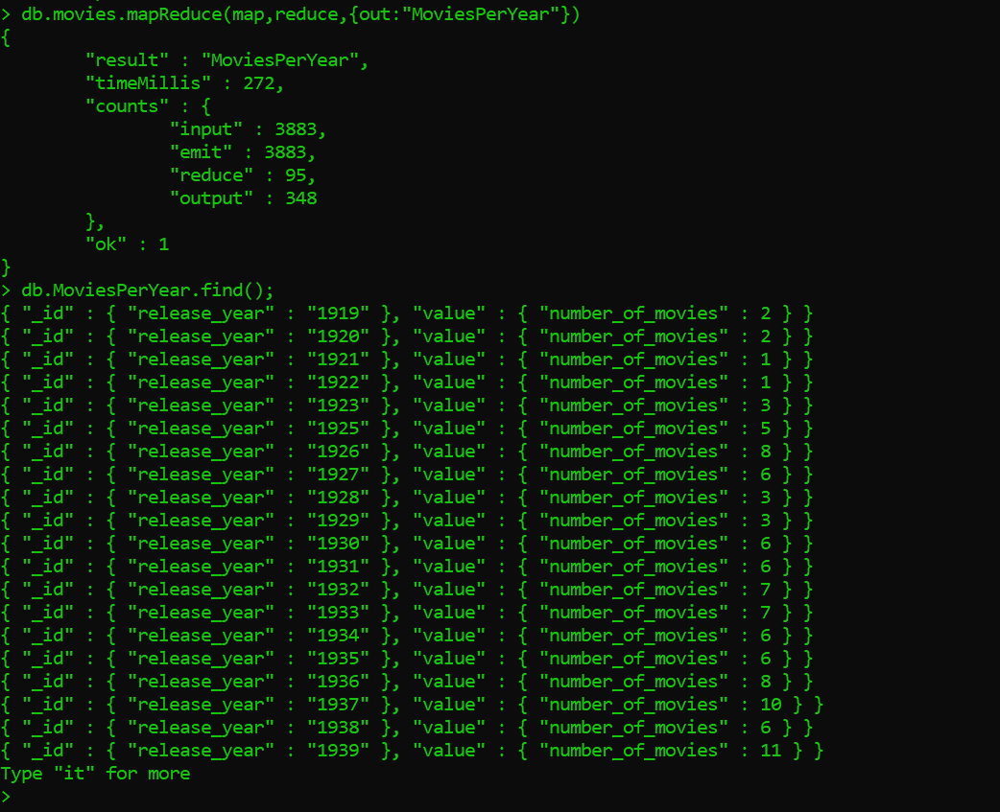 > db.movies.mapReduce(map,reduce,{out:"MoviesPerYear"})
{
        "result" : "MoviesPerYear",
        "timeMillis" : 272,
        "counts" : {
                "input" : 3883,
                "emit" : 3883,
                "reduce" : 95,
                "output" : 348
        },
        "ok" : 1
}
> db.MoviesPerYear.find();
{ "_id" : { "release_year" : "1919" }, "value" : { "number_of_movies" : 2 } }
{ "_id" : { "release_year" : "1920" }, "value" : { "number_of_movies" : 2 } }
{ "_id" : { "release_year" : "1921" }, "value" : { "number_of_movies" : 1 } }
{ "_id" : { "release_year" : "1922" }, "value" : { "number_of_movies" : 1 } }
{ "_id" : { "release_year" : "1923" }, "value" : { "number_of_movies" : 3 } }
{ "_id" : { "release_year" : "1925" }, "value" : { "number_of_movies" : 5 } }
{ "_id" : { "release_year" : "1926" }, "value" : { "number_of_movies" : 8 } }
{ "_id" : { "release_year" : "1927" }, "value" : { "number_of_movies" : 6 } }
{ "_id" : { "release_year" : "1928" }, "value" : { "number_of_movies" : 3 } }
{ "_id" : { "release_year" : "1929" }, "value" : { "number_of_movies" : 3 } }
{ "_id" : { "release_year" : "1930" }, "value" : { "number_of_movies" : 6 } }
{ "_id" : { "release_year" : "1931" }, "value" : { "number_of_movies" : 6 } }
{ "_id" : { "release_year" : "1932" }, "value" : { "number_of_movies" : 7 } }
{ "_id" : { "release_year" : "1933" }, "value" : { "number_of_movies" : 7 } }
{ "_id" : { "release_year" : "1934" }, "value" : { "number_of_movies" : 6 } }
{ "_id" : { "release_year" : "1935" }, "value" : { "number_of_movies" : 6 } }
{ "_id" : { "release_year" : "1936" }, "value" : { "number_of_movies" : 8 } }
{ "_id" : { "release_year" : "1937" }, "value" : { "number_of_movies" : 10 } }
{ "_id" : { "release_year" : "1938" }, "value" : { "number_of_movies" : 6 } }
{ "_id" : { "release_year" : "1939" }, "value" : { "number_of_movies" : 11 } }
Type "it" for more
>